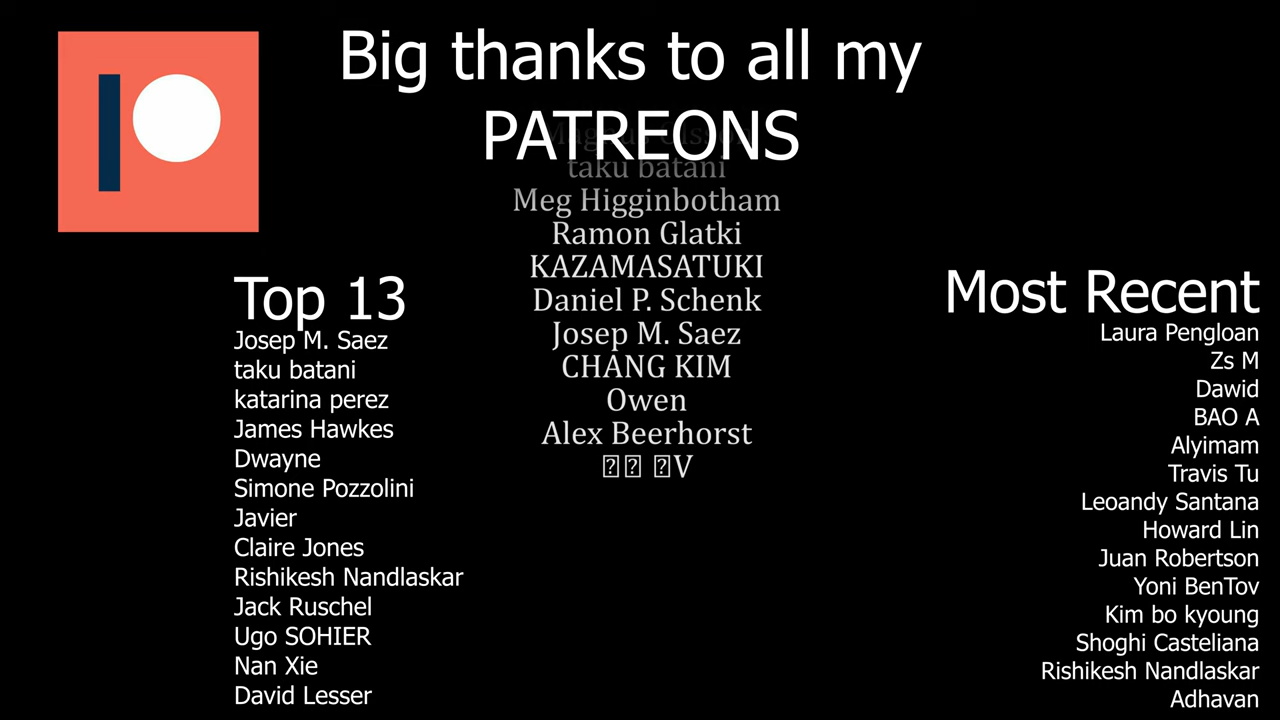 Big thanks to all my
PATREONS
taku batani
Meg Higginbotham
Ramon Glatki
KAZAMASATUKI
Daniel P. Schenk
Josep M. Saez
CHANG KIM
Owen
Alex Beerhorst
V
Top 13
Josep M. Saez
taku batani
katarina perez
James Hawkes
Dwayne
Simone Pozzolini
Javier
Claire Jones
Rishikesh Nandlaskar
Jack Ruschel
Ugo SOHIER
Nan Xie
David Lesser
Most Recent
Laura Pengloan
Zs M
Dawid
BAO A
Alyimam
Travis Tu
Leoandy Santana
Howard Lin
Juan Robertson
Yoni BenTov
Kim bo kyoung
Shoghi Casteliana
Rishikesh Nandlaskar
Adhavan